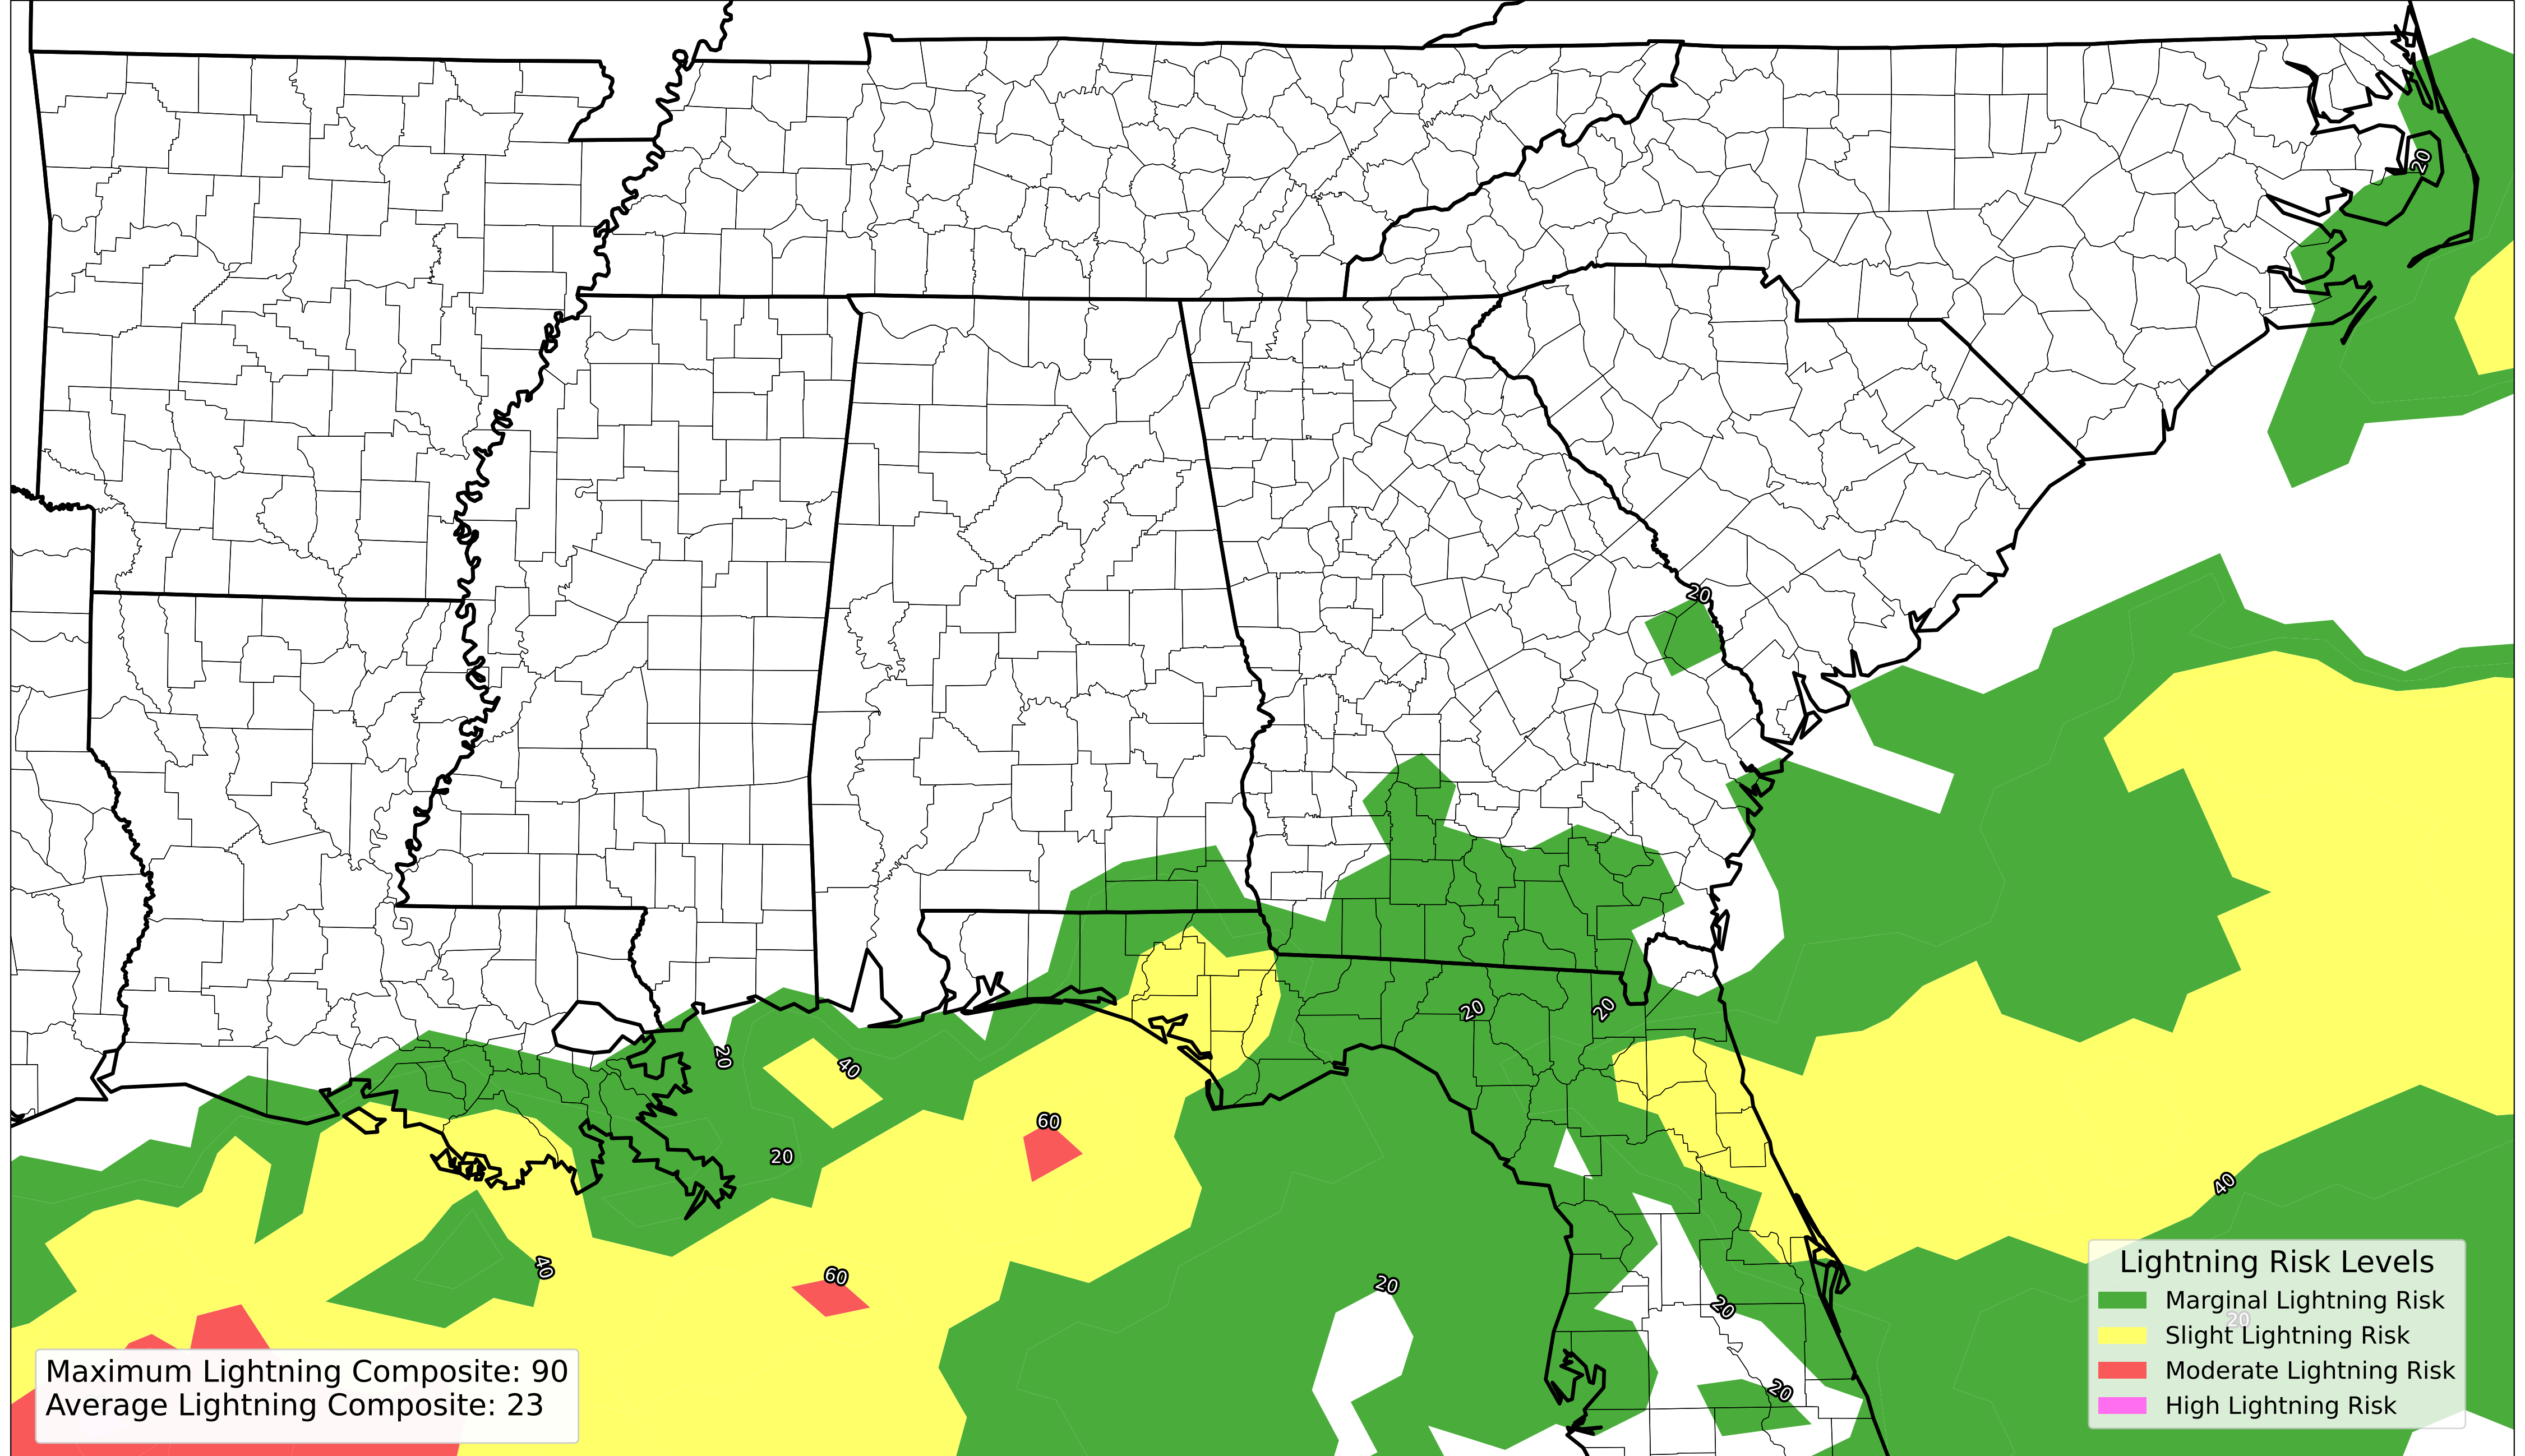 20
20
20
20
20
40
60
20
40
20
60
40
20
20
20
Maximum Lightning Composite: 90
Average Lightning Composite: 23
Lightning Risk Levels
Marginal Lightning Risk
20
Slight Lightning Risk
Moderate Lightning Risk
High Lightning Risk